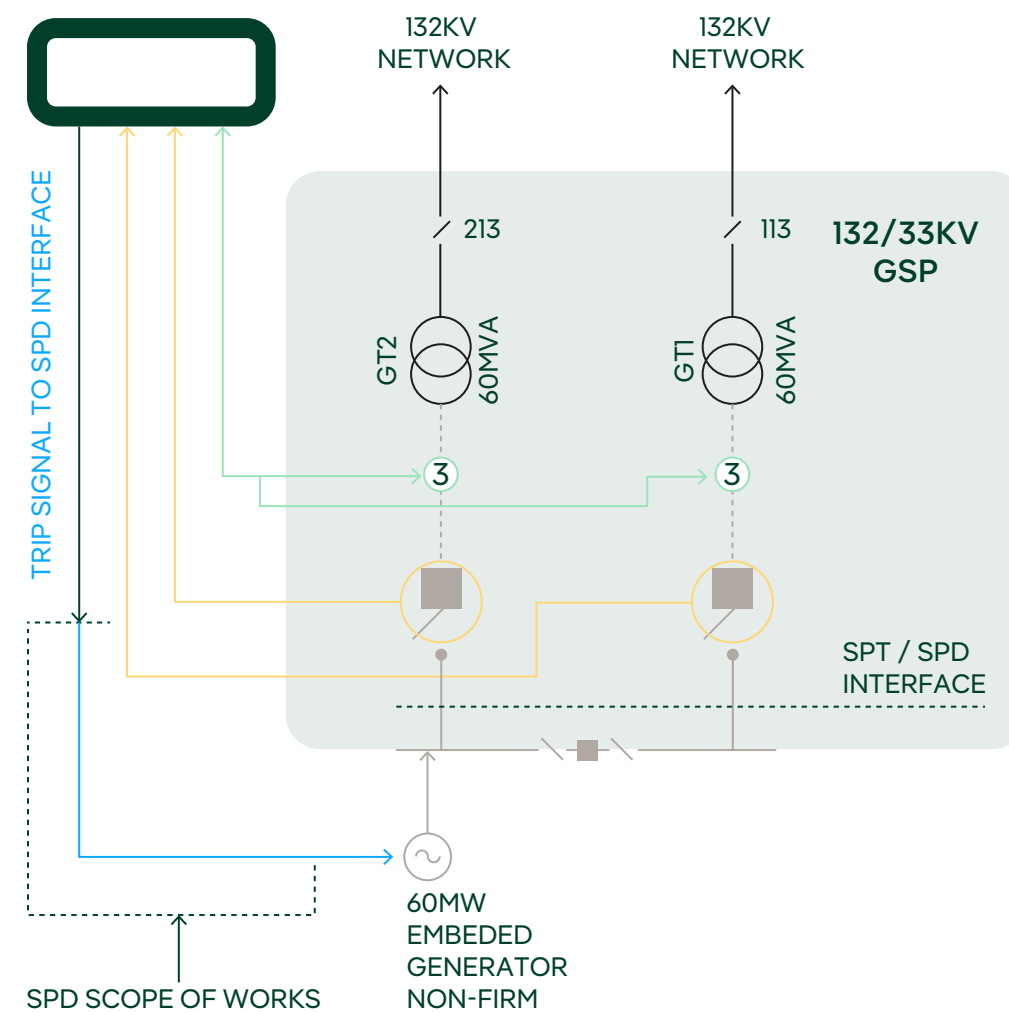 132KV
NETWORK
132KV
NETWORK
TRIP SIGNAL TO SPD INTERFACE
213
113
132/33KV
GSP
GT2
60MVA
GT1
60MVA
3
3
SPT / SPD
INTERFACE
60MW
EMBEDED
GENERATOR
NON-FIRM
SPD SCOPE OF WORKS